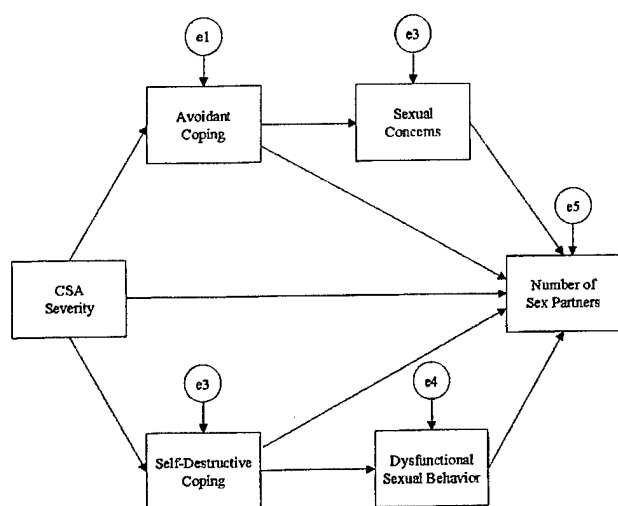 e1
e3
Avoidant
Coping
Sexual
Concerns
e5
CSA
Severity
Number of
Sex Partners
e3
e4
Self-Destructive
Coping
Dysfunctional
Sexual Behavior